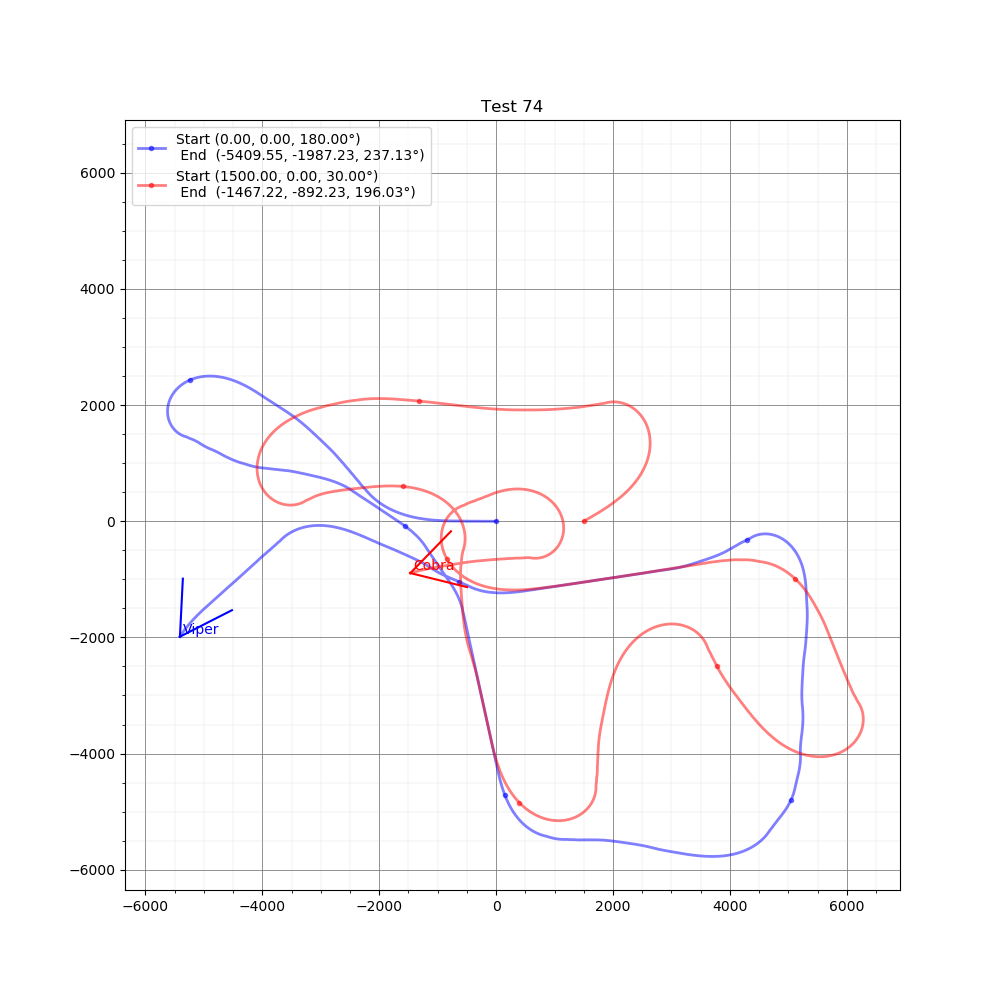 Test 74
Start (0.00, 0.00, 180.00°)
End  (-5409.55, -1987.23, 237.13°)
Start (1500.00, 0.00, 30.00°)
End  (-1467.22, -892.23, 196.03°)
6000
4000
2000
0
−2000
−4000
−6000
Cobra
Viper
−6000 −4000 −2000 0 2000 4000 6000